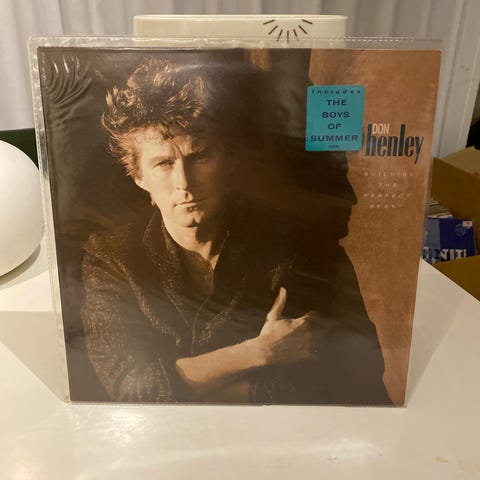 includes
THE
BOYS
OF
SUMMER
DON
henley
BUILDING
THE
PERFECT
BEAST